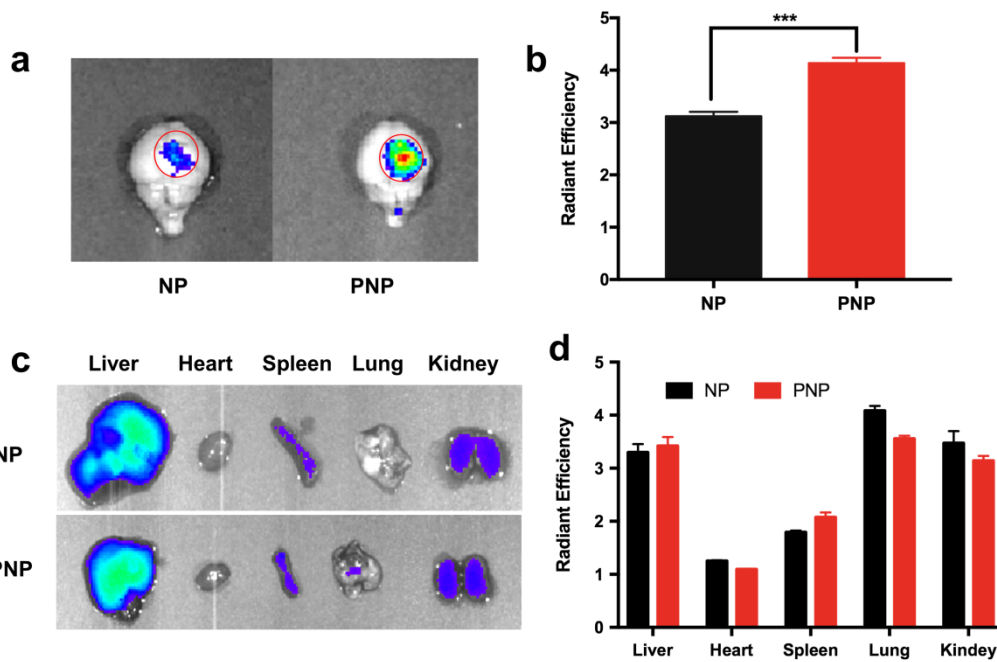 a
NP
PNP
b
Radiant Efficiency
5
4
3
2
1
0
***
NP
PNP
c
Liver Heart Spleen Lung Kidney
NP
PNP
d
Radiant Efficiency
5
4
3
2
1
0
NP PNP
Liver Heart Spleen Lung Kindey